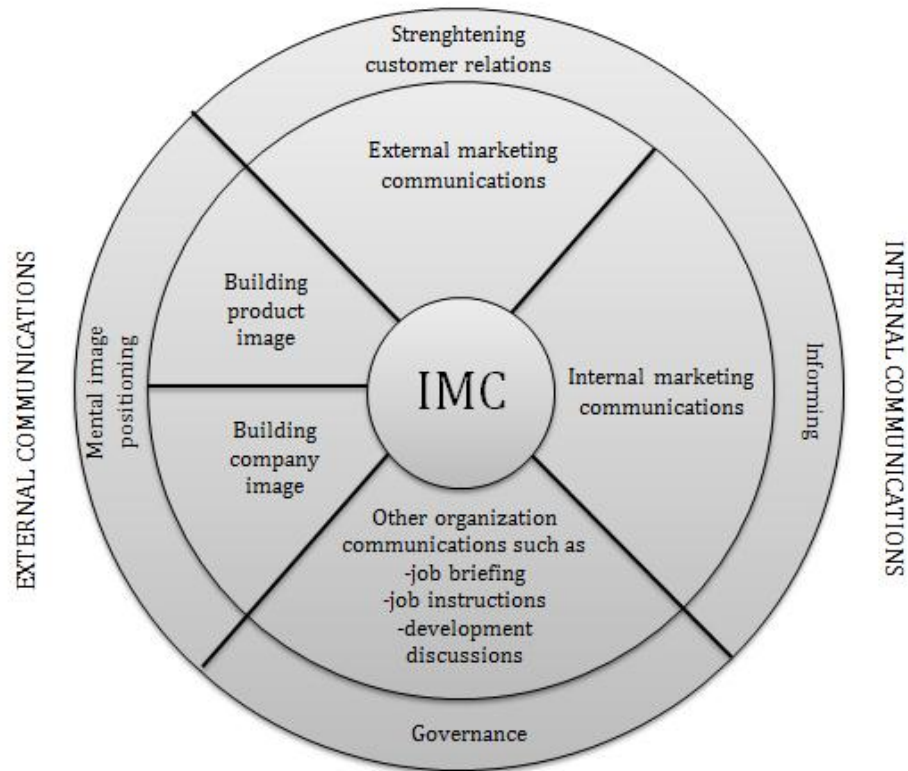 Strenghtening
customer relations
External marketing
communications
EXTERNAL COMMUNICATIONS
Mental image
positioning
Building
product
image
Building
company
image
IMC
Internal marketing
communications
Informing
INTERNAL COMMUNICATIONS
Other organization
communications such as
-job briefing
-job instructions
-development
discussions
Governance